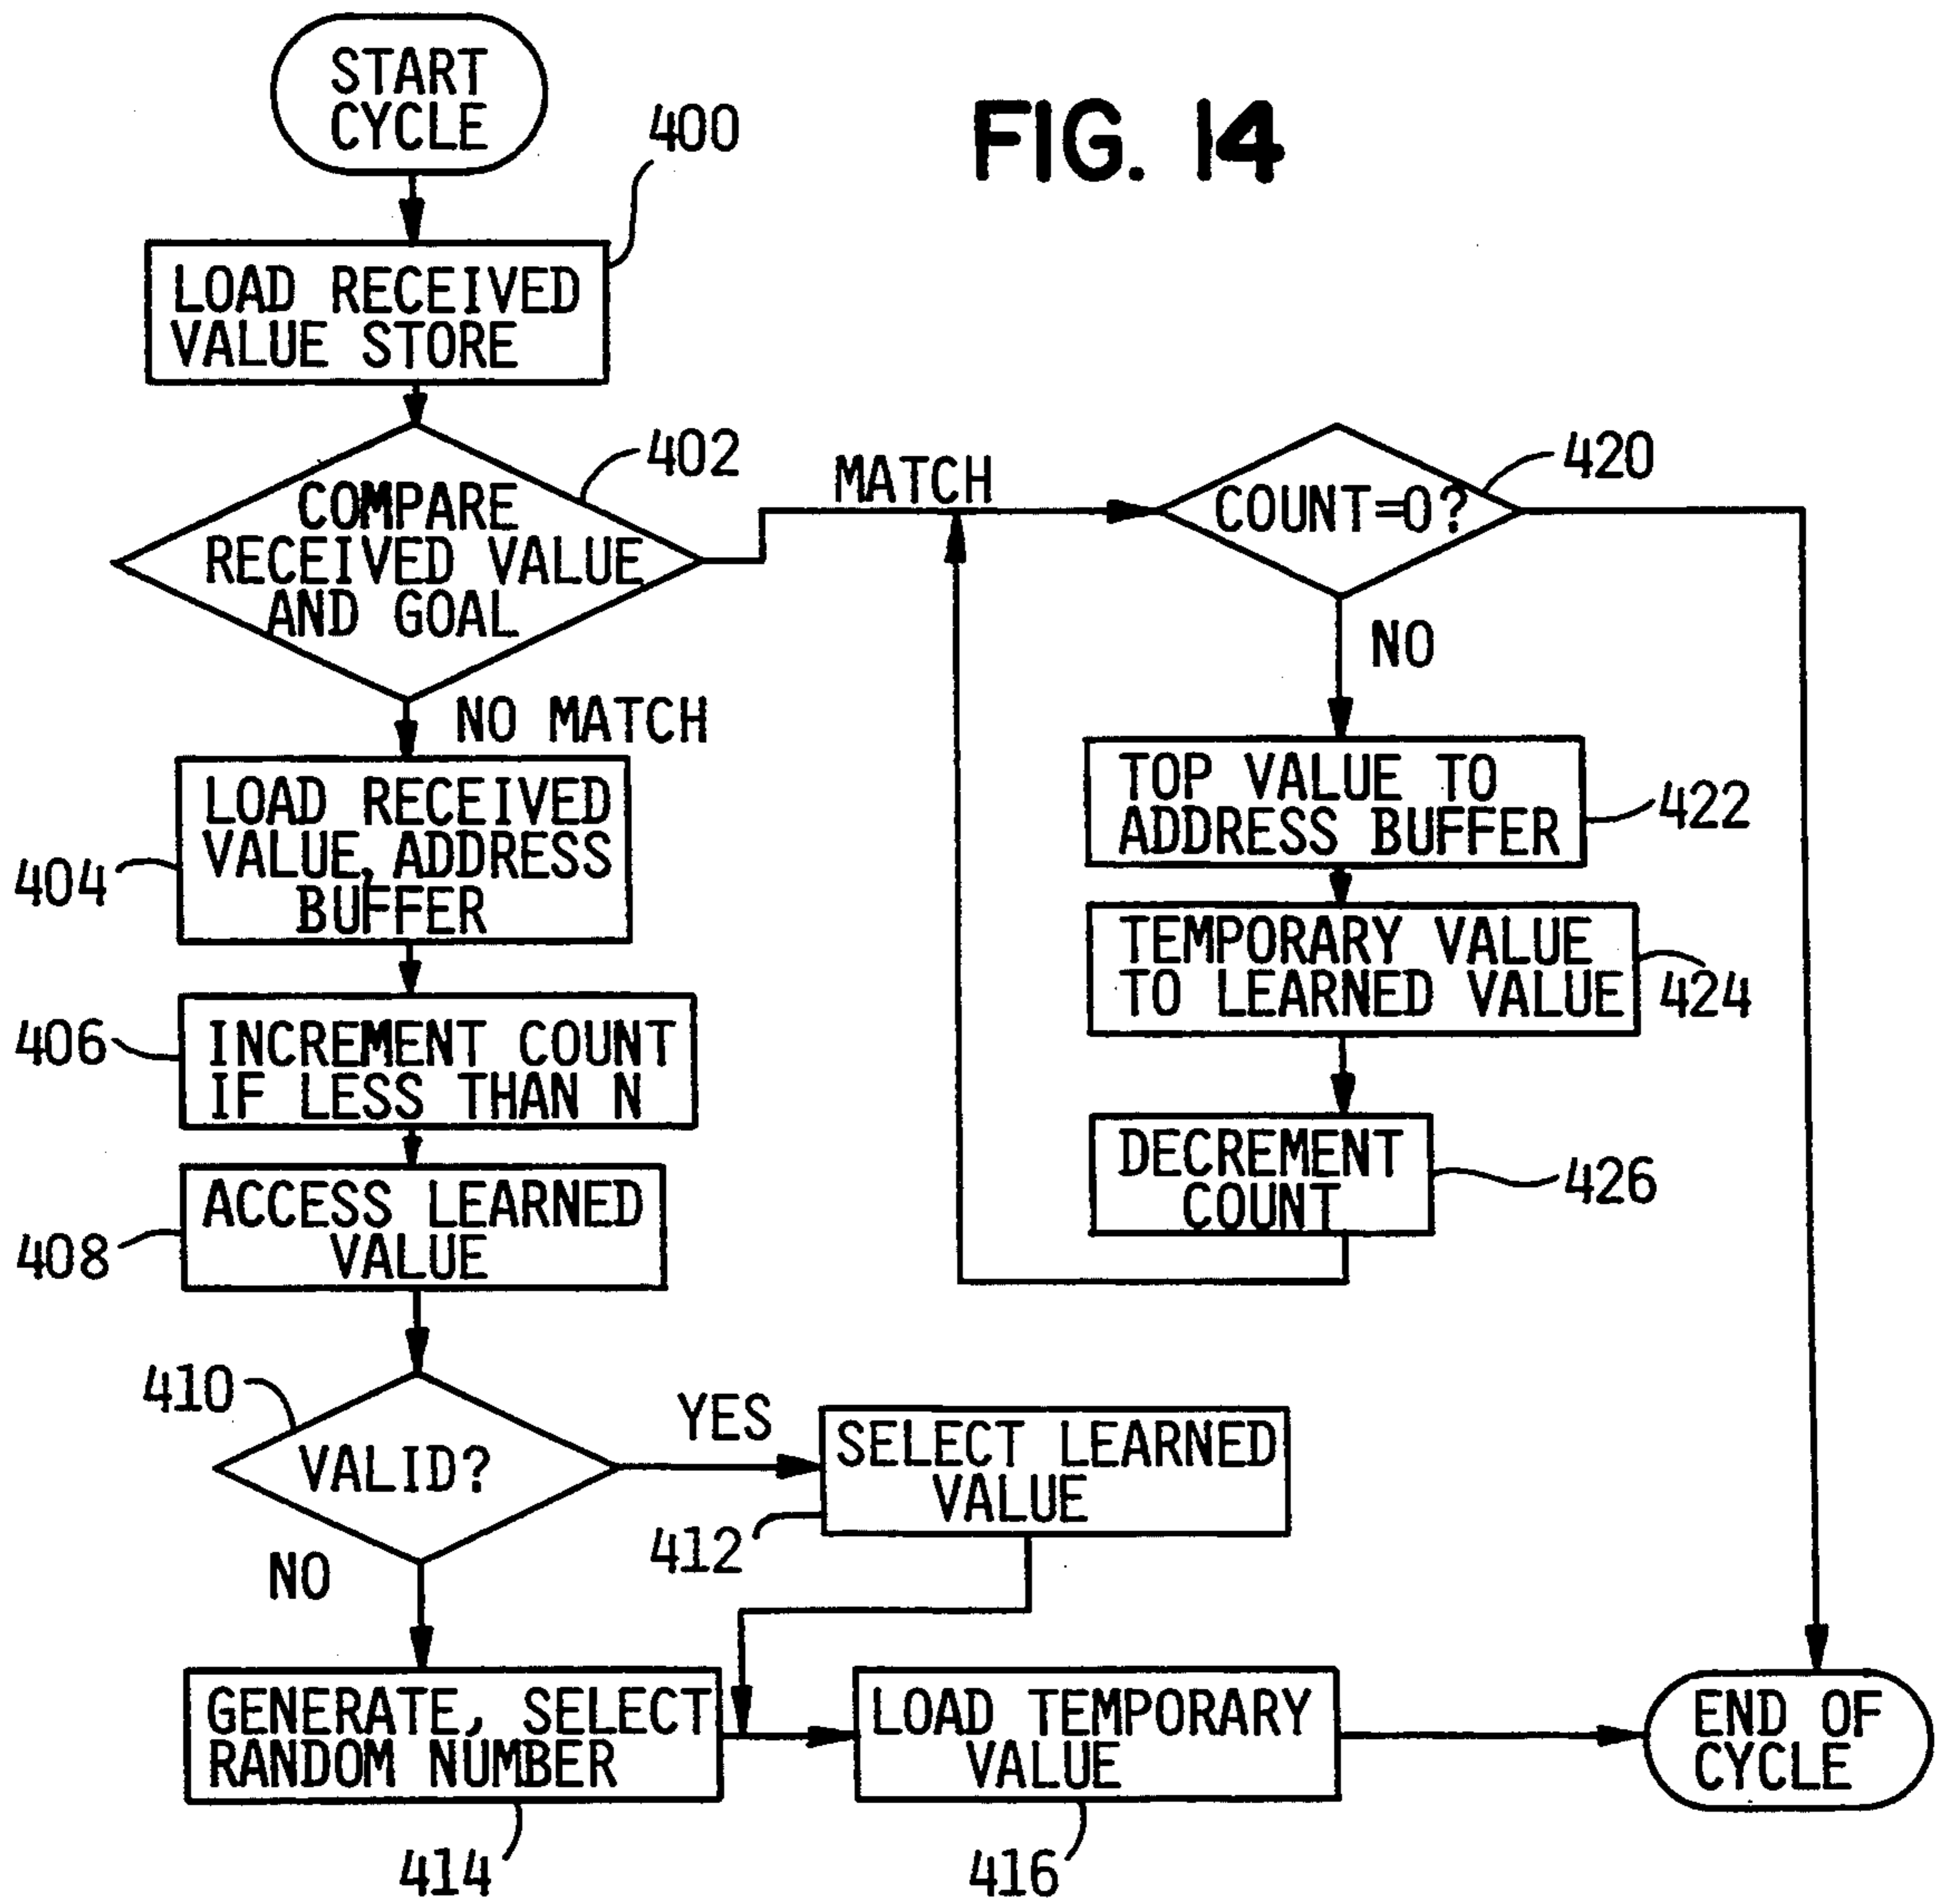 START
CYCLE
400
FIG. 14
LOAD RECEIVED
VALUE STORE
402
COMPARE
RECEIVED VALUE
AND GOAL
MATCH
COUNT=0?
420
NO MATCH
NO
LOAD RECEIVED
VALUE, ADDRESS
BUFFER
404
TOP VALUE TO
ADDRESS BUFFER
422
TEMPORARY VALUE
TO LEARNED VALUE
424
INCREMENT COUNT
IF LESS THAN N
406
DECREMENT
COUNT
426
ACCESS LEARNED
VALUE
408
410
VALID?
YES
SELECT LEARNED
VALUE
412
NO
GENERATE, SELECT
RANDOM NUMBER
414
LOAD TEMPORARY
VALUE
416
END OF
CYCLE